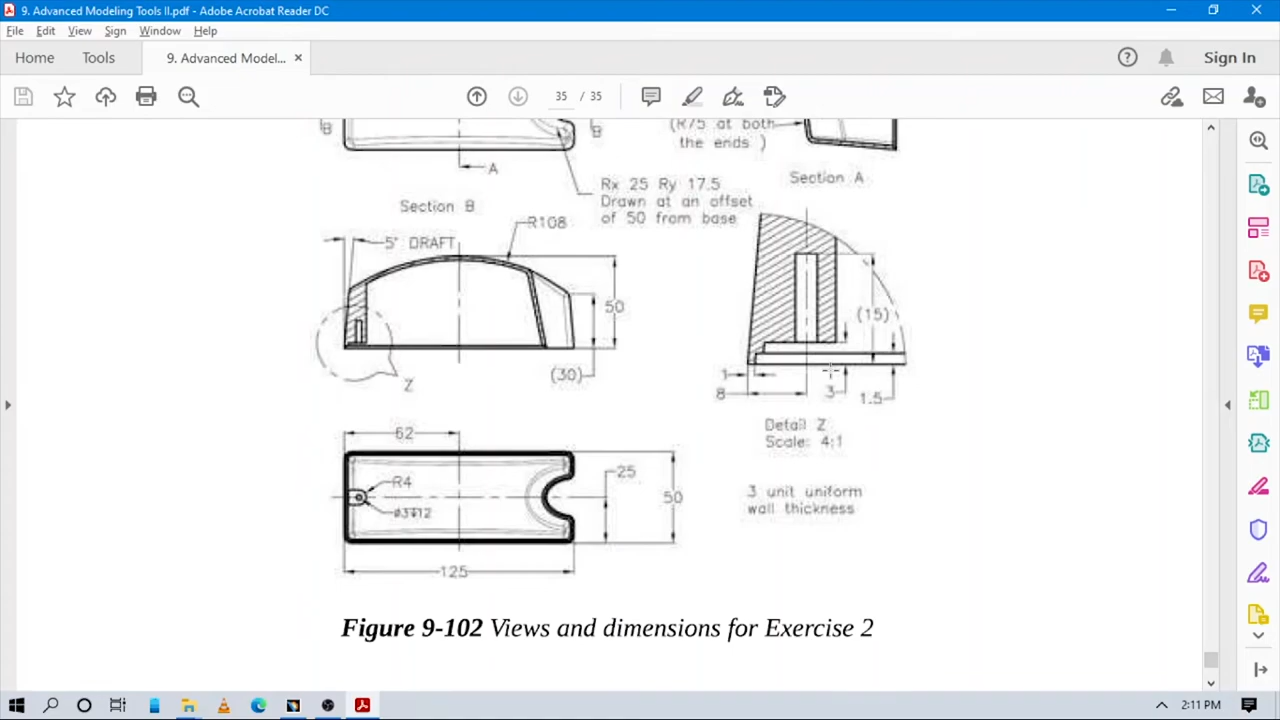 9. Advanced Modeling Tools II.pdf - Adobe Acrobat Reader DC
File Edit View Sign Window Help
Home Tools 9. Advanced Model... Sign In
35 / 35
B B
(R75 at both
the ends )
A
Section A
Rx 25 Ry 17.5
Drawn at an offset
of 50 from base
Section B
R108
5° DRAFT
50
(30)
Z
(15)
1
8
3
1.5
Detail Z
Scale: 4:1
62
R4
ø3↧12
25
50
125
3 unit uniform
wall thickness
Figure 9-102 Views and dimensions for Exercise 2
2:11 PM